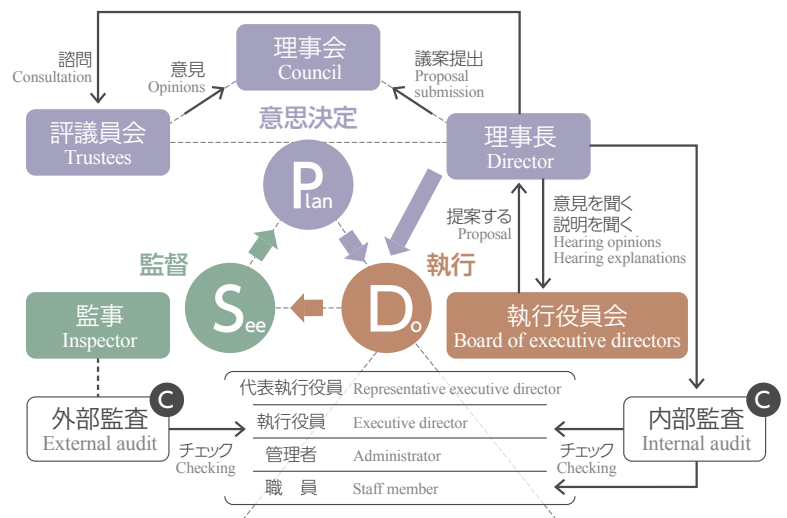 諮問
Consultation
意見
Opinions
理事会
Council
議案提出
Proposal
submission
評議員会
Trustees
意思決定
理事長
Director
Plan
提案する
Proposal
意見を聞く
説明を聞く
Hearing opinions
Hearing explanations
監督
執行
See
Do
監事
Inspector
執行役員会
Board of executive directors
代表執行役員 Representative executive director
執行役員 Executive director
管理者 Administrator
職 員 Staff member
C
外部監査
External audit
チェック
Checking
C
内部監査
Internal audit
チェック
Checking